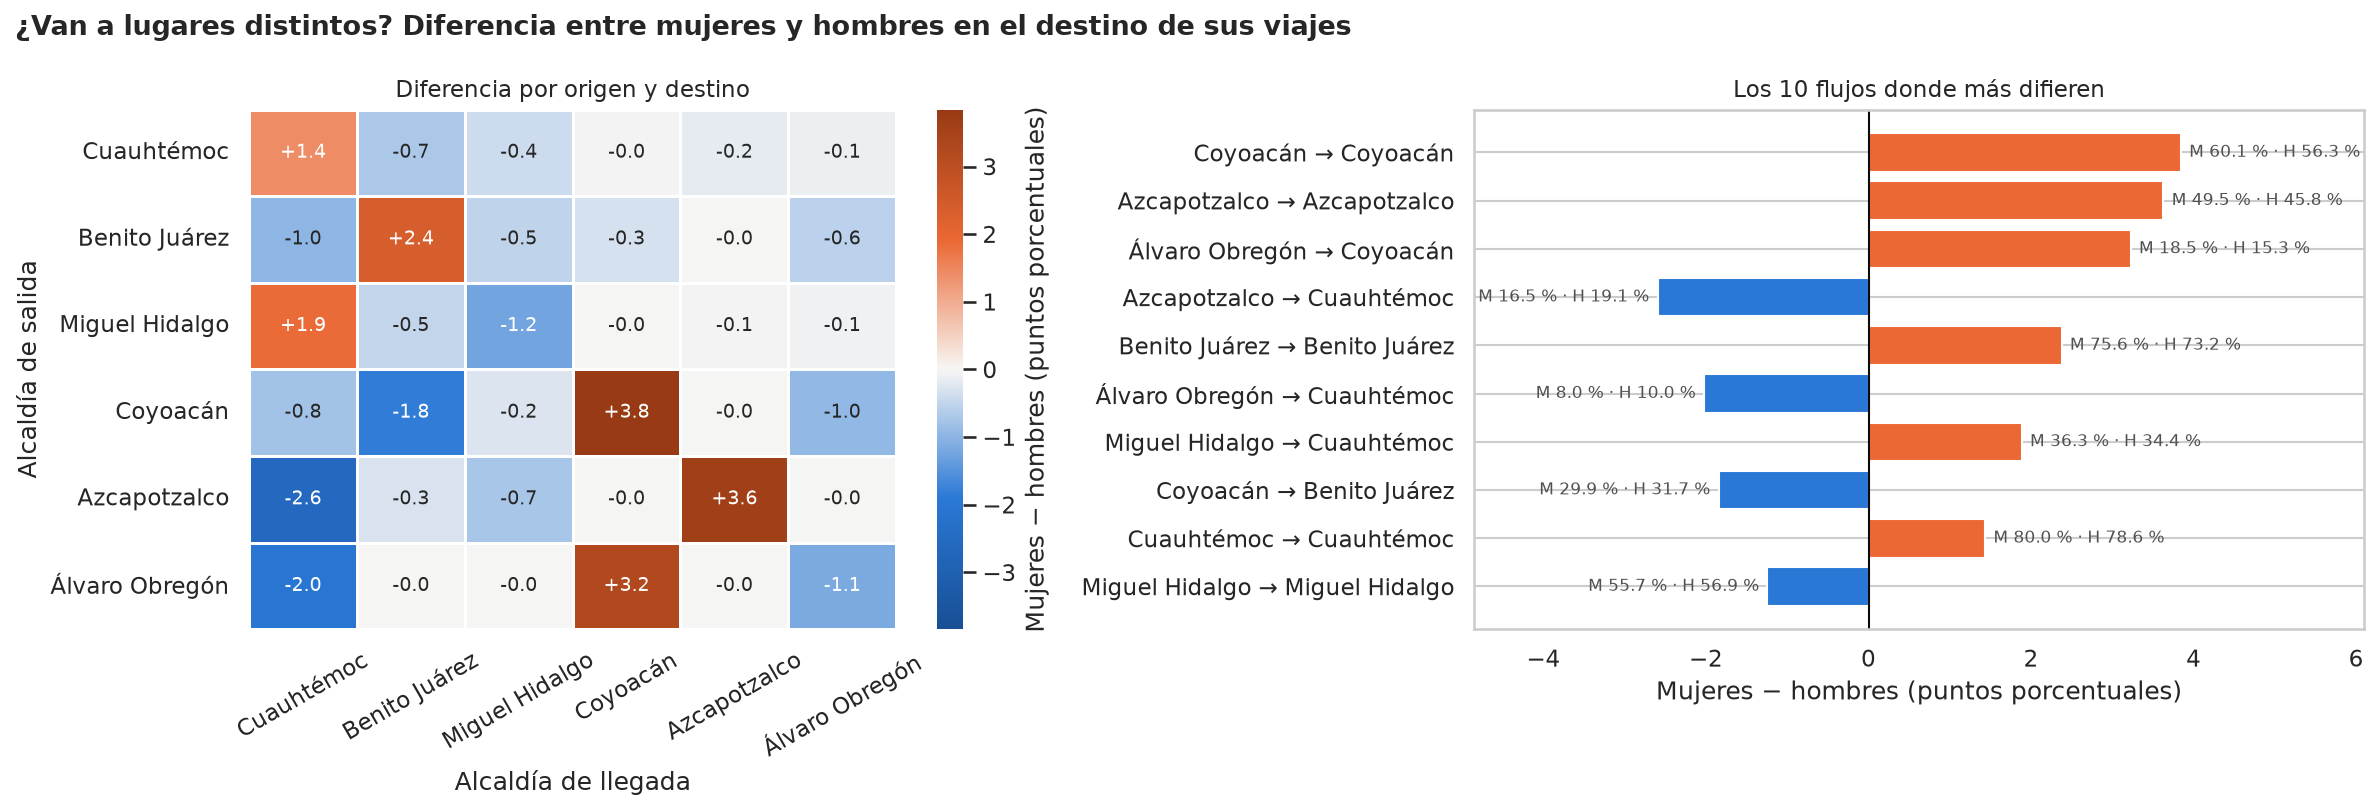 ¿Van a lugares distintos? Diferencia entre mujeres y hombres en el destino de sus viajes
Diferencia por origen y destino
Alcaldía de salida
Cuauhtémoc +1.4 -0.7 -0.4 -0.0 -0.2 -0.1
Benito Juárez -1.0 +2.4 -0.5 -0.3 -0.0 -0.6
Miguel Hidalgo +1.9 -0.5 -1.2 -0.0 -0.1 -0.1
Coyoacán -0.8 -1.8 -0.2 +3.8 -0.0 -1.0
Azcapotzalco -2.6 -0.3 -0.7 -0.0 +3.6 -0.0
Álvaro Obregón -2.0 -0.0 -0.0 +3.2 -0.0 -1.1
Cuauhtémoc Benito Juárez Miguel Hidalgo Coyoacán Azcapotzalco Álvaro Obregón
Alcaldía de llegada
3
2
1
0
−1
−2
−3
Mujeres − hombres (puntos porcentuales)
Los 10 flujos donde más difieren
Coyoacán → Coyoacán M 60.1 % · H 56.3 %
Azcapotzalco → Azcapotzalco M 49.5 % · H 45.8 %
Álvaro Obregón → Coyoacán M 18.5 % · H 15.3 %
Azcapotzalco → Cuauhtémoc M 16.5 % · H 19.1 %
Benito Juárez → Benito Juárez M 75.6 % · H 73.2 %
Álvaro Obregón → Cuauhtémoc M 8.0 % · H 10.0 %
Miguel Hidalgo → Cuauhtémoc M 36.3 % · H 34.4 %
Coyoacán → Benito Juárez M 29.9 % · H 31.7 %
Cuauhtémoc → Cuauhtémoc M 80.0 % · H 78.6 %
Miguel Hidalgo → Miguel Hidalgo M 55.7 % · H 56.9 %
−4 −2 0 2 4 6
Mujeres − hombres (puntos porcentuales)